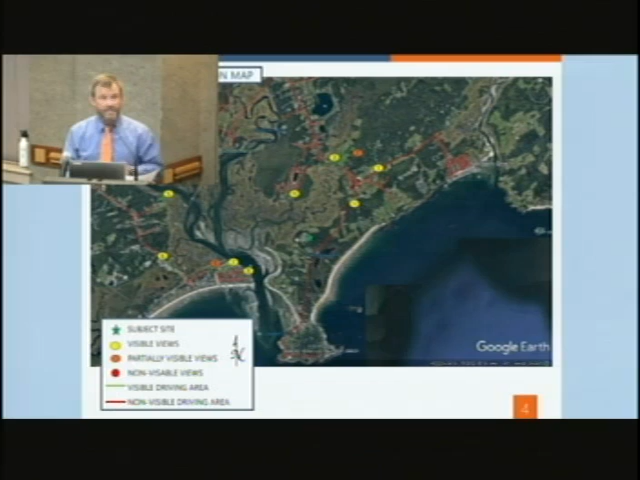 N MAP
SUBJECT SITE
VISIBLE VIEWS
PARTIALLY VISIBLE VIEWS
NON-VISABLE VIEWS
VISIBLE DRIVING AREA
NON-VISIBLE DRIVING AREA
Google Earth
4